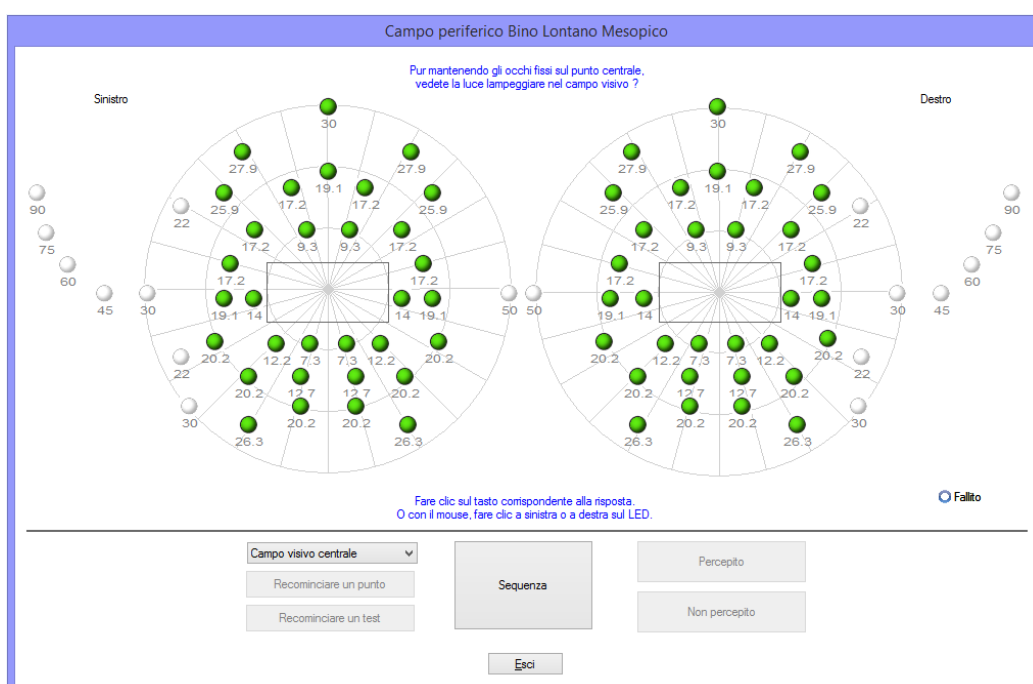 Campo periferico Bino Lontano Mesopico
Pur mantenendo gli occhi fissi sul punto centrale,
vedete la luce lampeggiare nel campo visivo ?
Sinistro Destro
30 30
27.9 27.9 27.9 27.9
19.1 19.1
90 25.9 17.2 17.2 25.9 25.9 17.2 17.2 25.9 90
22 22
75 17.2 9.3 9.3 17.2 17.2 9.3 9.3 17.2 75
60 17.2 17.2 17.2 17.2 60
45 30 50 50 30 45
19.1 14 14 19.1 19.1 14 14 19.1
20.2 12.2 7.3 7.3 12.2 20.2 20.2 12.2 7.3 7.3 12.2 20.2
22 22
20.2 12.7 12.7 20.2 20.2 12.7 12.7 20.2
30 20.2 20.2 20.2 20.2 30
26.3 26.3 26.3 26.3
Fallito
Fare clic sul tasto corrispondente alla risposta.
O con il mouse, fare clic a sinistra o a destra sul LED.
Campo visivo centrale
Recominciare un punto
Recominciare un test
Sequenza
Percepito
Non percepito
Esci